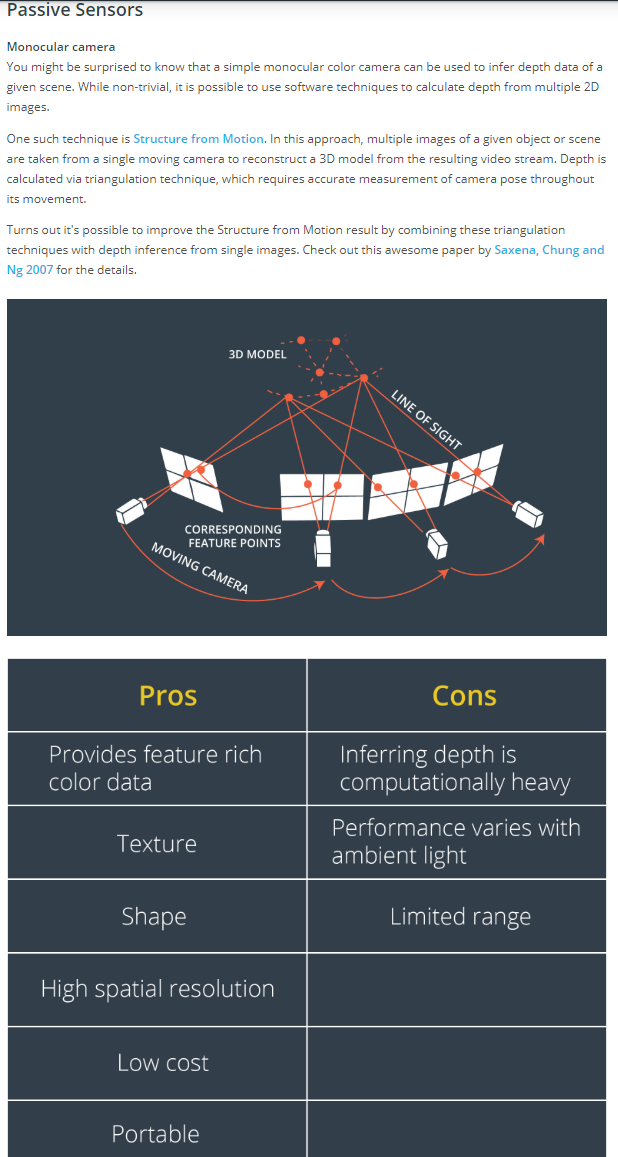 Passive Sensors
Monocular camera
You might be surprised to know that a simple monocular color camera can be used to infer depth data of a
given scene. While non-trivial, it is possible to use software techniques to calculate depth from multiple 2D
images.
One such technique is Structure from Motion. In this approach, multiple images of a given object or scene
are taken from a single moving camera to reconstruct a 3D model from the resulting video stream. Depth is
calculated via triangulation technique, which requires accurate measurement of camera pose throughout
its movement.
Turns out it's possible to improve the Structure from Motion result by combining these triangulation
techniques with depth inference from single images. Check out this awesome paper by Saxena, Chung and
Ng 2007 for the details.
3D MODEL
LINE OF SIGHT
CORRESPONDING
FEATURE POINTS
MOVING CAMERA
Pros
Cons
Provides feature rich
color data
Inferring depth is
computationally heavy
Texture
Performance varies with
ambient light
Shape
Limited range
High spatial resolution
Low cost
Portable